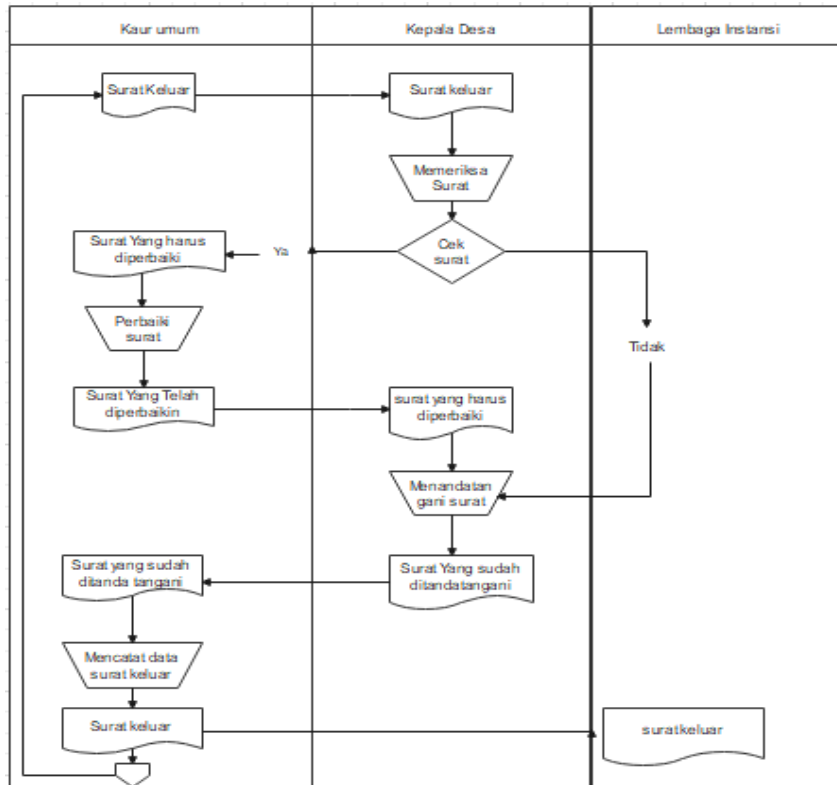 Kaur umum
Kepala Desa
Lembaga Instansi
Surat Keluar
Surat keluar
Memeriksa
Surat
Cek
surat
Ya
Surat Yang harus
diperbaiki
Perbaiki
surat
Tidak
Surat Yang Telah
diperbaikin
surat yang harus
diperbaiki
Menandatan
gani surat
Surat Yang sudah
ditandatangani
Surat yang sudah
ditanda tangani
Mencatat data
surat keluar
Surat keluar
surat keluar